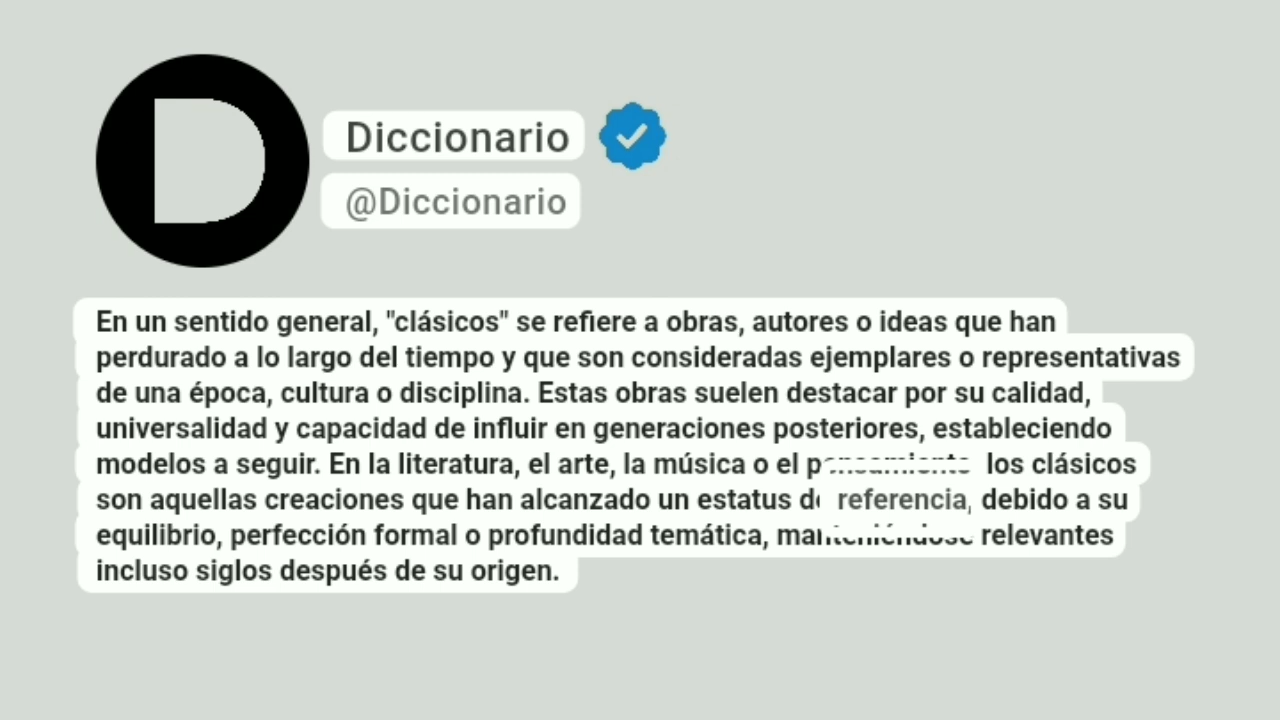 D
Diccionario
@Diccionario
En un sentido general, "clásicos" se refiere a obras, autores o ideas que han
perdurado a lo largo del tiempo y que son consideradas ejemplares o representativas
de una época, cultura o disciplina. Estas obras suelen destacar por su calidad,
universalidad y capacidad de influir en generaciones posteriores, estableciendo
modelos a seguir. En la literatura, el arte, la música o el pensamiento los clásicos
son aquellas creaciones que han alcanzado un estatus de referencia, debido a su
equilibrio, perfección formal o profundidad temática, manteniéndose relevantes
incluso siglos después de su origen.